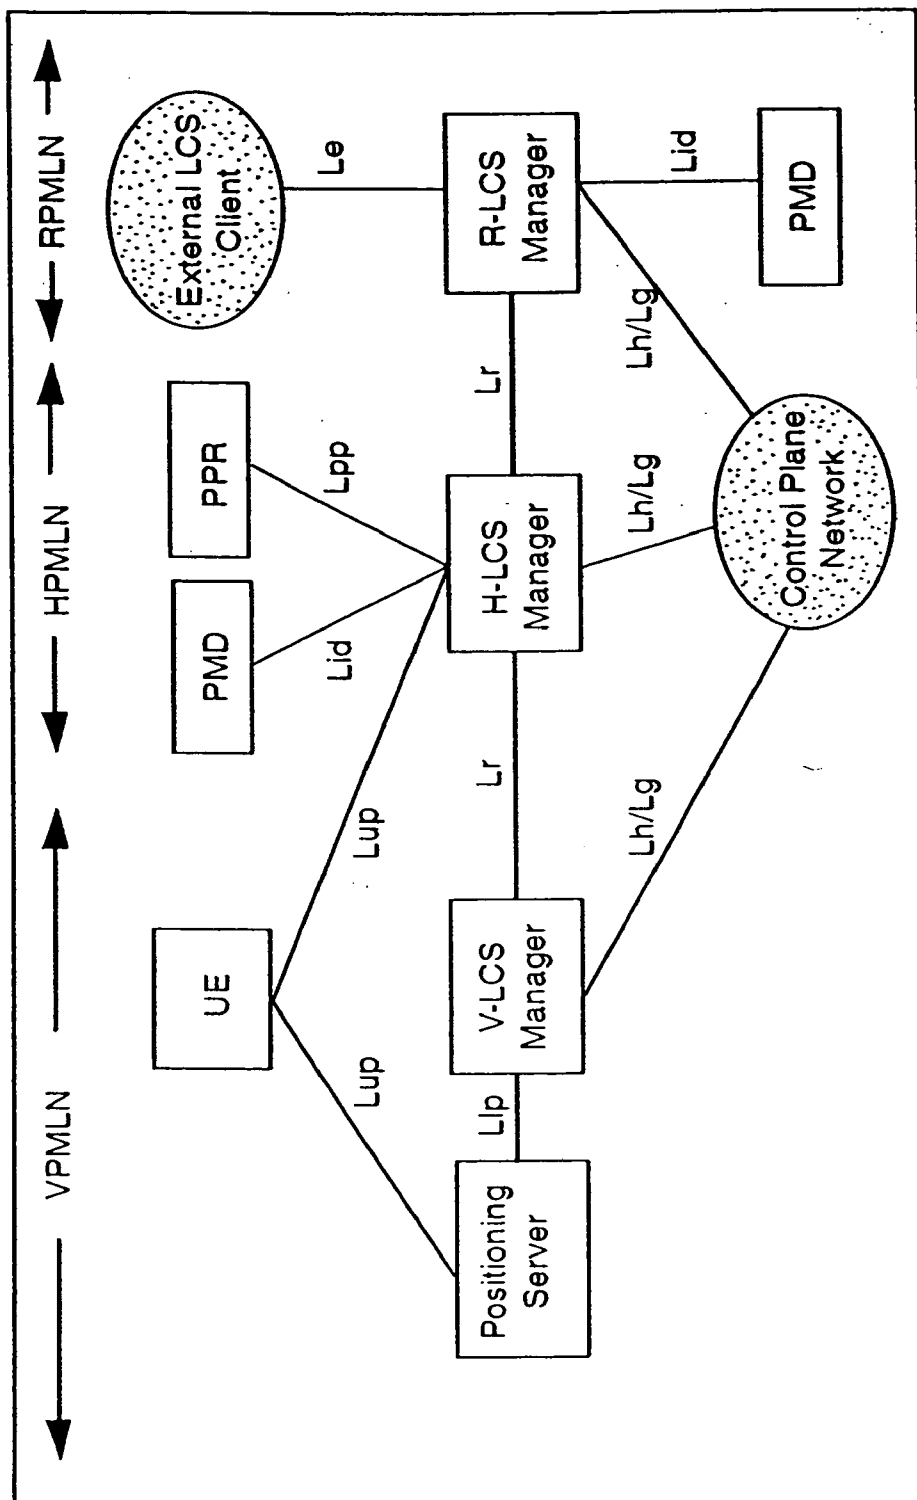 VPMLN
HPMLN
RPMLN
UE
PMD
PPR
External LCS
Client
Lup
Lup
Lid
Lpp
Le
Positioning
Server
Llp
V-LCS
Manager
Lr
H-LCS
Manager
Lr
R-LCS
Manager
Lh/Lg
Lh/Lg
Lh/Lg
Lid
Control Plane
Network
PMD